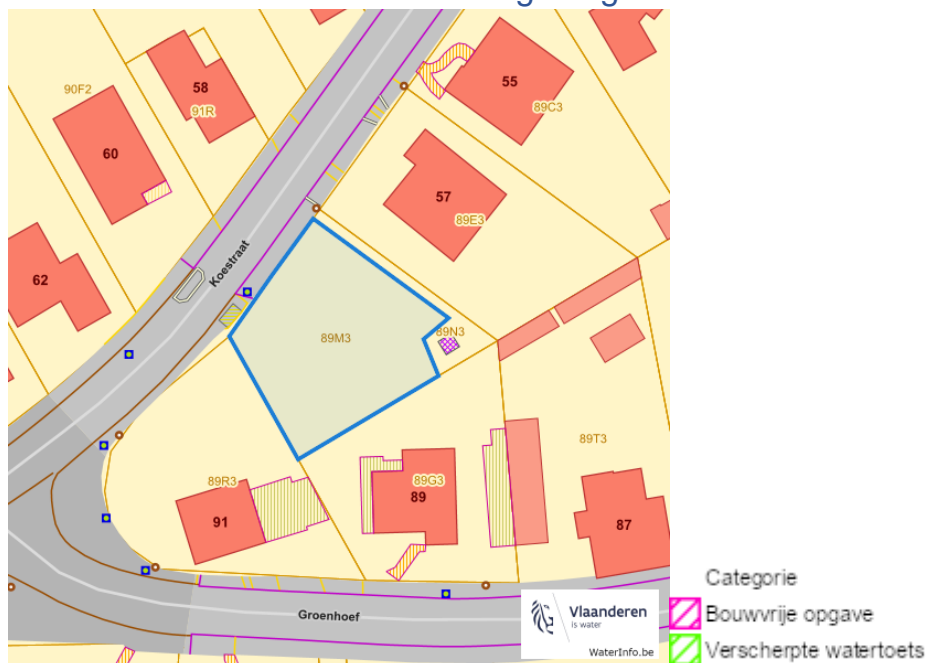 55
89C3
58
91R
90F2
60
57
89E3
62
Koestraat
89M3
89N3
89T3
89R3
91
89G3
89
87
Groenhoef
Vlaanderen
is water
WaterInfo.be
Categorie
Bouwvrije opgave
Verscherpte watertoets